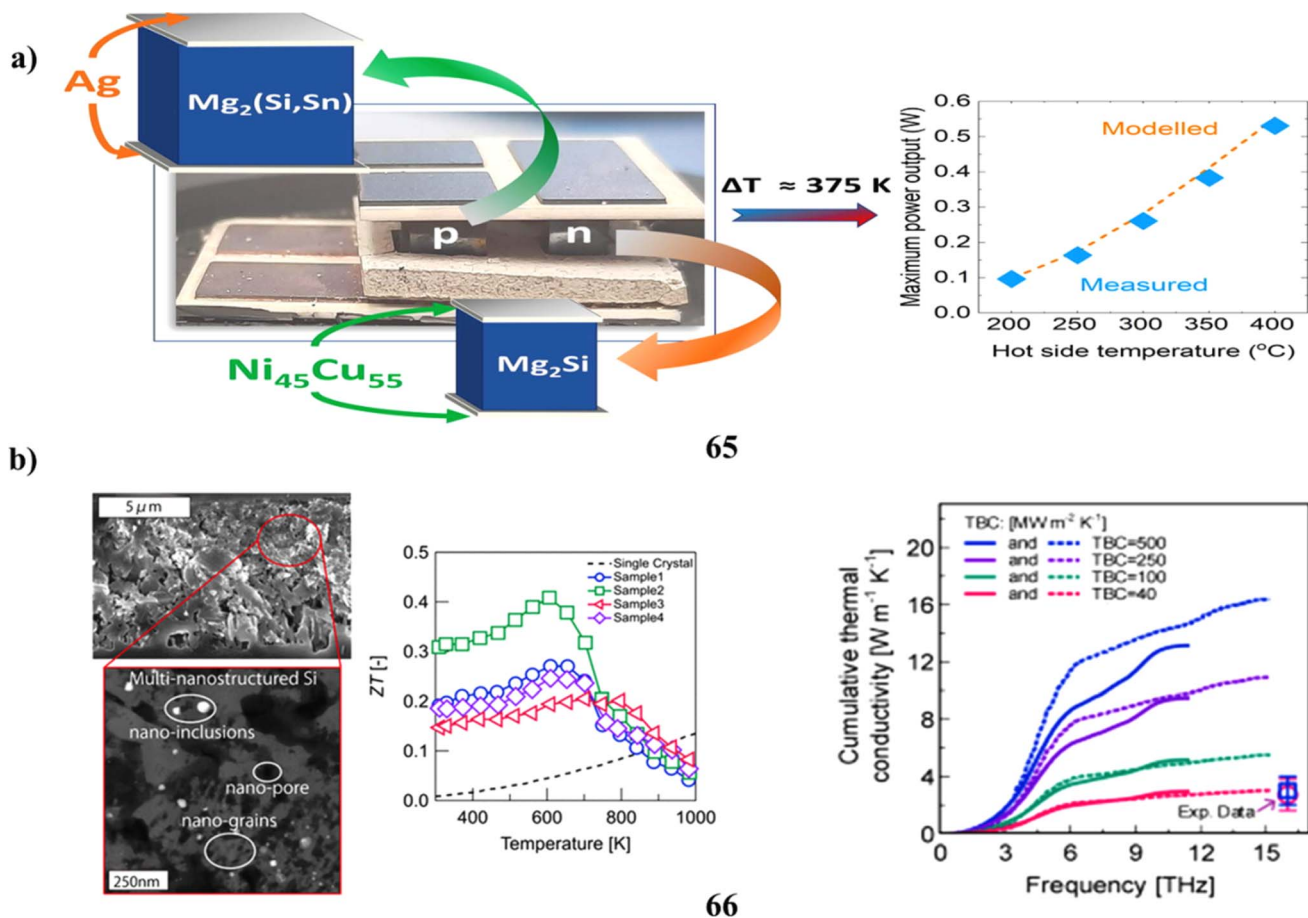 a)
Ag
Mg₂(Si,Sn)
p
n
Ni₄₅Cu₅₅
Mg₂Si
ΔT ≈ 375 K
Maximum power output (W)
0.6
0.5
0.4
0.3
0.2
0.1
0.0
Modelled
Measured
200 250 300 350 400
Hot side temperature (°C)
65
b)
5 µm
Multi-nanostructured Si
nano-inclusions
nano-pore
nano-grains
250nm
ZT [-]
0.5
0.4
0.3
0.2
0.1
0.0
Single Crystal
Sample1
Sample2
Sample3
Sample4
400 600 800 1000
Temperature [K]
Cumulative thermal
conductivity [W m⁻¹ K⁻¹]
20
16
12
8
4
0
TBC: [MW m⁻² K⁻¹]
and TBC=500
and TBC=250
and TBC=100
and TBC=40
Exp. Data
0 3 6 9 12 15
Frequency [THz]
66